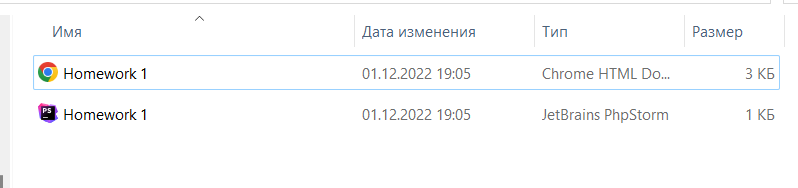 Имя Дата изменения Тип Размер
Homework 1 01.12.2022 19:05 Chrome HTML Do... 3 КБ
PS Homework 1 01.12.2022 19:05 JetBrains PhpStorm 1 КБ